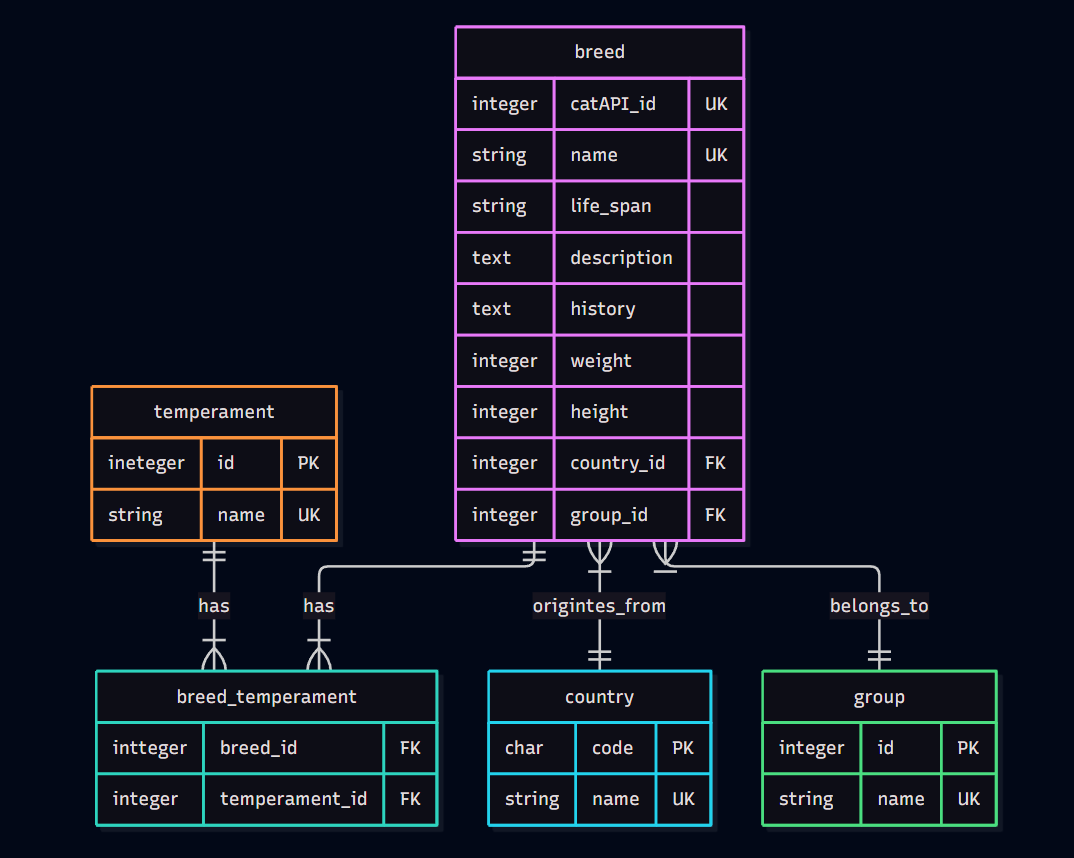 breed
integer catAPI_id UK
string name UK
string life_span
text description
text history
integer weight
integer height
integer country_id FK
integer group_id FK
temperament
ineteger id PK
string name UK
has
has
origintes_from
belongs_to
breed_temperament
intteger breed_id FK
integer temperament_id FK
country
char code PK
string name UK
group
integer id PK
string name UK